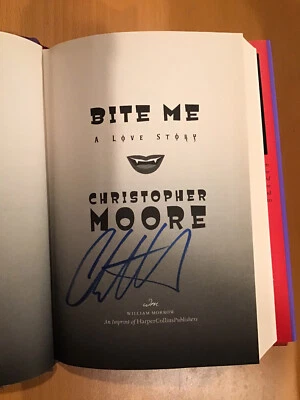 BITE ME
A LOVE STORY
CHRISTOPHER
MOORE
WILLIAM MORROW
An Imprint of HarperCollinsPublishers